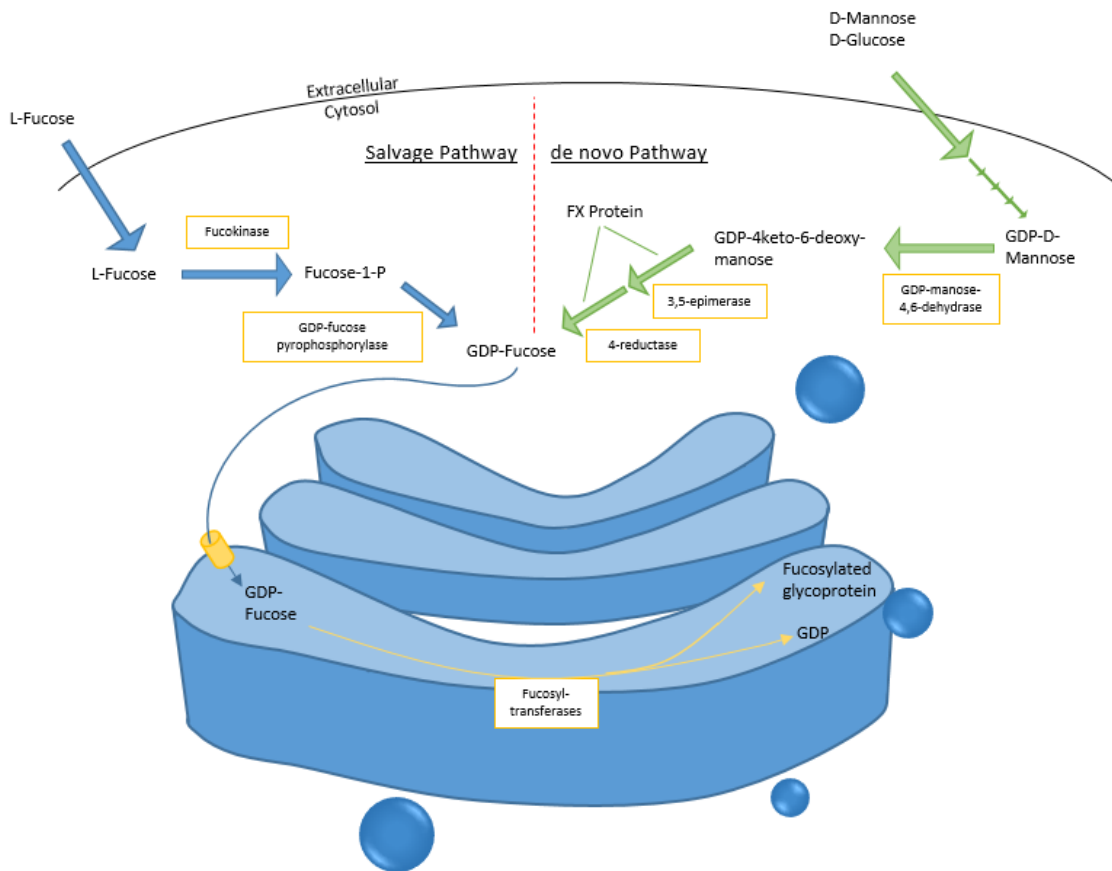 D-Mannose
D-Glucose
Extracellular
Cytosol
L-Fucose
Salvage Pathway
de novo Pathway
FX Protein
Fucokinase
GDP-4keto-6-deoxy-
manose
GDP-D-
Mannose
L-Fucose
Fucose-1-P
GDP-manose-
4,6-dehydrase
3,5-epimerase
GDP-fucose
pyrophosphorylase
4-reductase
GDP-Fucose
Fucosylated
glycoprotein
GDP-
Fucose
GDP
Fucosyl-
transferases